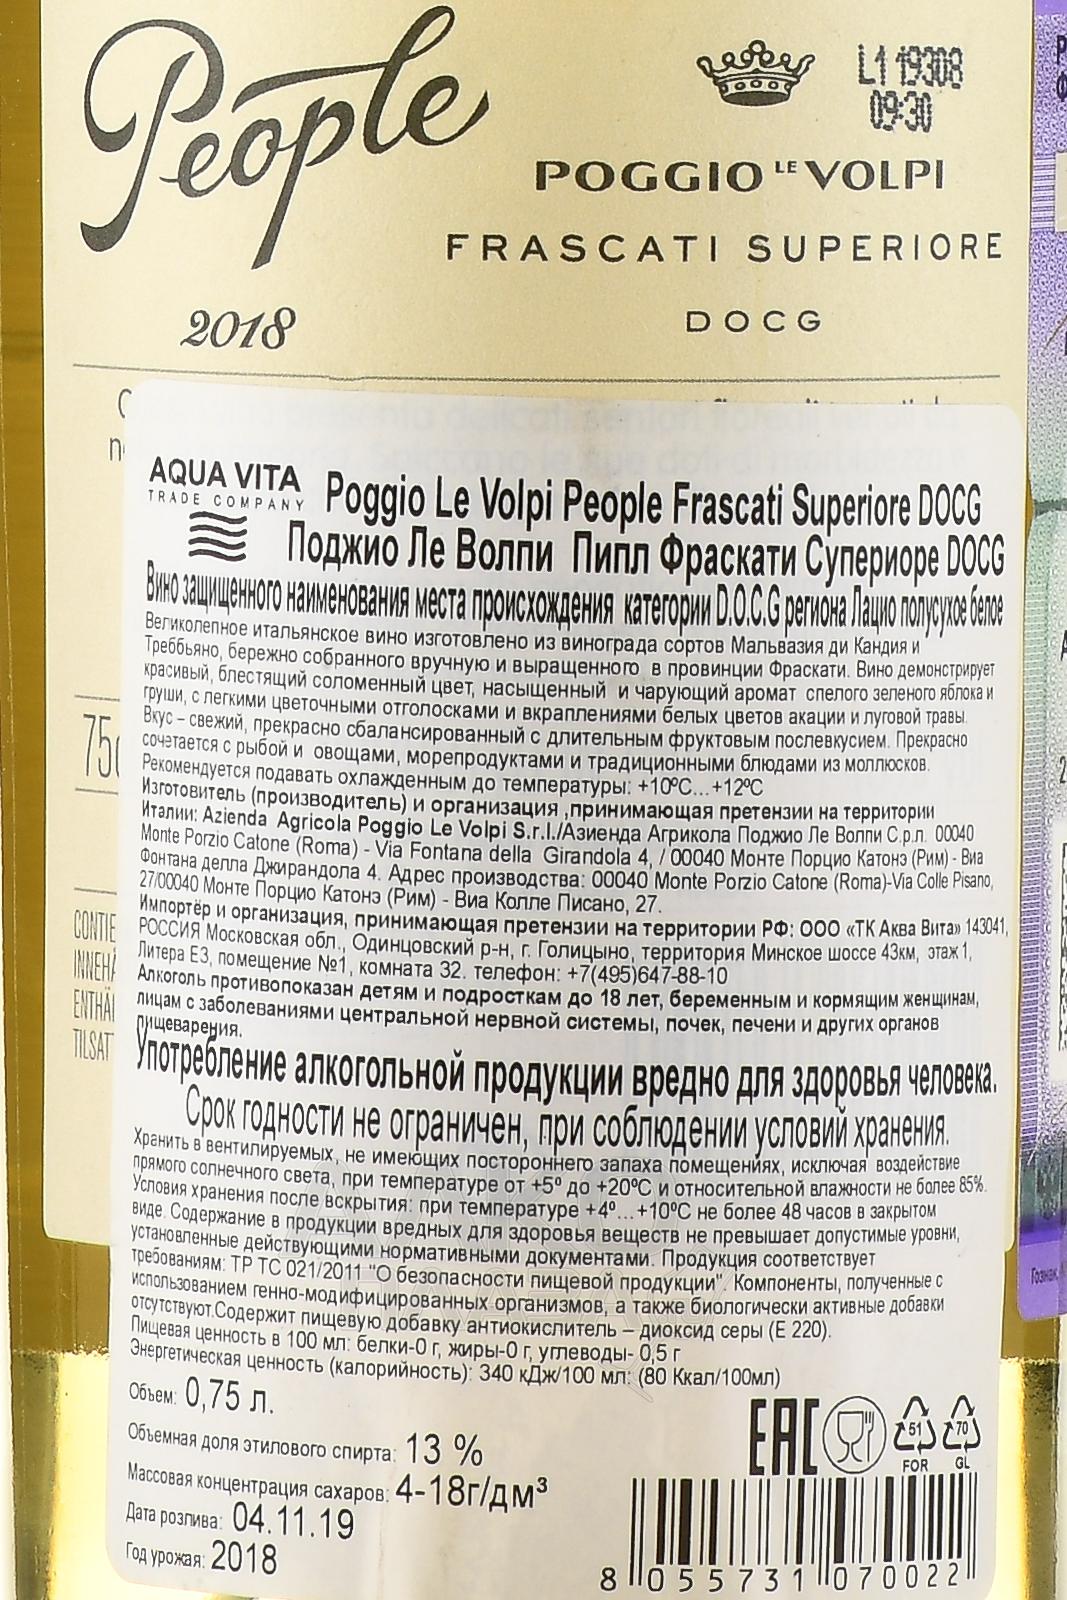 People
L1 19308
09:30
POGGIO LE VOLPI
FRASCATI SUPERIORE
DOCG
2018
AQUA VITA
TRADE COMPANY
Poggio Le Volpi People Frascati Superiore DOCG
Поджио Ле Волпи Пипл Фраскати Супериоре DOCG
Вино защищенного наименования места происхождения категории D.O.C.G региона Лацио полусухое белое
Великолепное итальянское вино изготовлено из винограда сортов Мальвазия ди Кандия и
Треббьяно, бережно собранного вручную и выращенного в провинции Фраскати. Вино демонстрирует
красивый, блестящий соломенный цвет, насыщенный и чарующий аромат спелого зеленого яблока и
груши, с легкими цветочными отголосками и вкраплениями белых цветов акации и луговой травы.
Вкус – свежий, прекрасно сбалансированный с длительным фруктовым послевкусием. Прекрасно
сочетается с рыбой и овощами, морепродуктами и традиционными блюдами из моллюсков.
Рекомендуется подавать охлажденным до температуры: +10ºС...+12ºС
Изготовитель (производитель) и организация ,принимающая претензии на территории
Италии: Azienda Agricola Poggio Le Volpi S.r.l./Азиенда Агрикола Поджио Ле Волпи С.р.л. 00040
Monte Porzio Catone (Roma) - Via Fontana della Girandola 4, / 00040 Монте Порцио Катонэ (Рим) - Виа
Фонтана делла Джирандола 4. Адрес производства: 00040 Monte Porzio Catone (Roma)-Via Colle Pisano,
27/00040 Монте Порцио Катонэ (Рим) - Виа Колле Писано, 27.
Импортёр и организация, принимающая претензии на территории РФ: ООО «ТК Аква Вита» 143041,
РОССИЯ Московская обл., Одинцовский р-н, г. Голицыно, территория Минское шоссе 43км, этаж 1,
Литера Е3, помещение №1, комната 32. телефон: +7(495)647-88-10
Алкоголь противопоказан детям и подросткам до 18 лет, беременным и кормящим женщинам,
лицам с заболеваниями центральной нервной системы, почек, печени и других органов
пищеварения.
Употребление алкогольной продукции вредно для здоровья человека.
Срок годности не ограничен, при соблюдении условий хранения.
Хранить в вентилируемых, не имеющих постороннего запаха помещениях, исключая воздействие
прямого солнечного света, при температуре от +5º до +20ºС и относительной влажности не более 85%.
Условия хранения после вскрытия: при температуре +4º...+10ºС не более 48 часов в закрытом
виде. Содержание в продукции вредных для здоровья веществ не превышает допустимые уровни,
установленные действующими нормативными документами. Продукция соответствует
требованиям: ТР ТС 021/2011 "О безопасности пищевой продукции". Компоненты, полученные с
использованием генно-модифицированных организмов, а также биологически активные добавки
отсутствуют.Содержит пищевую добавку антиокислитель – диоксид серы (Е 220).
Пищевая ценность в 100 мл: белки-0 г, жиры-0 г, углеводы- 0,5 г
Энергетическая ценность (калорийность): 340 кДж/100 мл: (80 Ккал/100мл)
Объем: 0,75 л.
Объемная доля этилового спирта: 13 %
Массовая концентрация сахаров: 4-18г/дм³
Дата розлива: 04.11.19
Год урожая: 2018
EAC
51
FOR
70
GL
8 055731 070022
CONTIE
INNEHÅ
ENTHÄ
TILSAT